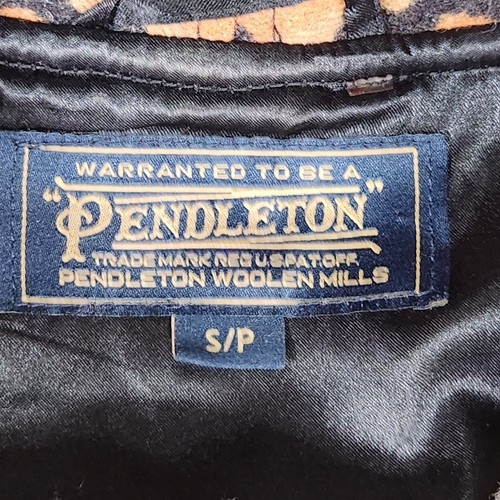 WARRANTED TO BE A
"PENDLETON"
TRADE MARK REG U.S. PAT. OFF.
PENDLETON WOOLEN MILLS
S/P